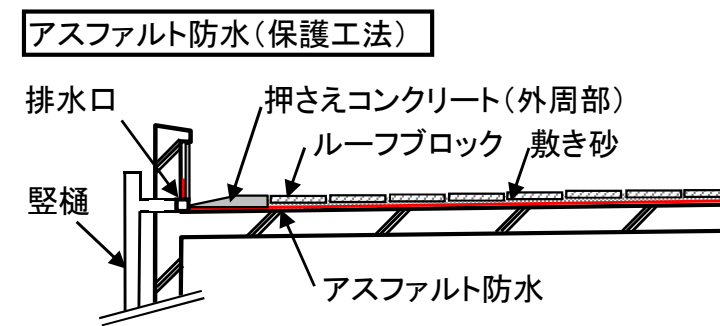 アスファルト防水(保護工法)
排水口
押さえコンクリート(外周部)
ルーフブロック
敷き砂
竪樋
アスファルト防水